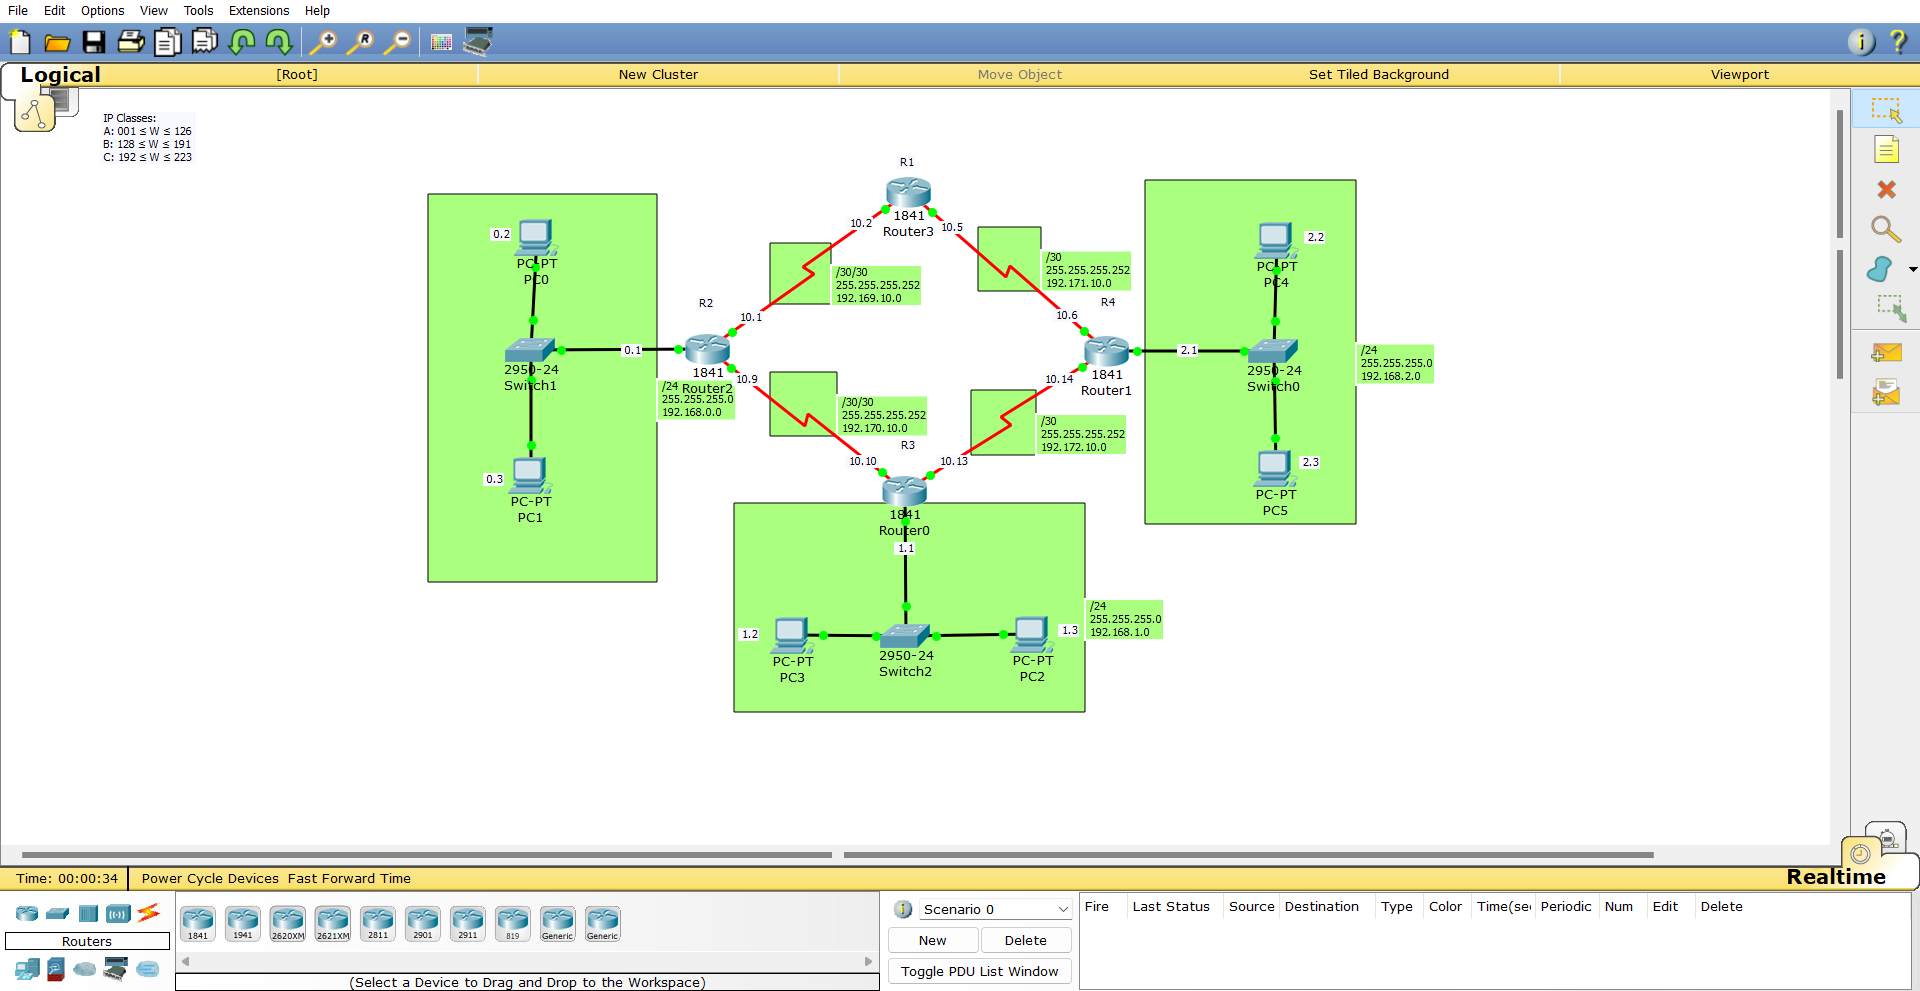 File Edit Options View Tools Extensions Help
Logical [Root] New Cluster Move Object Set Tiled Background Viewport
IP Classes:
A: 001 ≤ W ≤ 126
B: 128 ≤ W ≤ 191
C: 192 ≤ W ≤ 223
R1
1841
Router3
10.2
10.5
/30/30
255.255.255.252
192.169.10.0
/30
255.255.255.252
192.171.10.0
0.2
PC-PT
PC0
2950-24
Switch1
0.1
0.3
PC-PT
PC1
R2
10.1
1841
Router2
10.9
/24
255.255.255.0
192.168.0.0
/30/30
255.255.255.252
192.170.10.0
R4
10.6
1841
Router1
10.14
/30
255.255.255.252
192.172.10.0
2.1
2.2
PC-PT
PC4
2950-24
Switch0
2.3
PC-PT
PC5
/24
255.255.255.0
192.168.2.0
R3
10.10
10.13
1841
Router0
1.1
1.2
PC-PT
PC3
2950-24
Switch2
1.3
PC-PT
PC2
/24
255.255.255.0
192.168.1.0
Time: 00:00:34 Power Cycle Devices Fast Forward Time Realtime
Routers
1841 1941 2620XM 2621XM 2811 2901 2911 819 Generic Generic
(Select a Device to Drag and Drop to the Workspace)
Scenario 0
New Delete
Toggle PDU List Window
Fire Last Status Source Destination Type Color Time(se Periodic Num Edit Delete